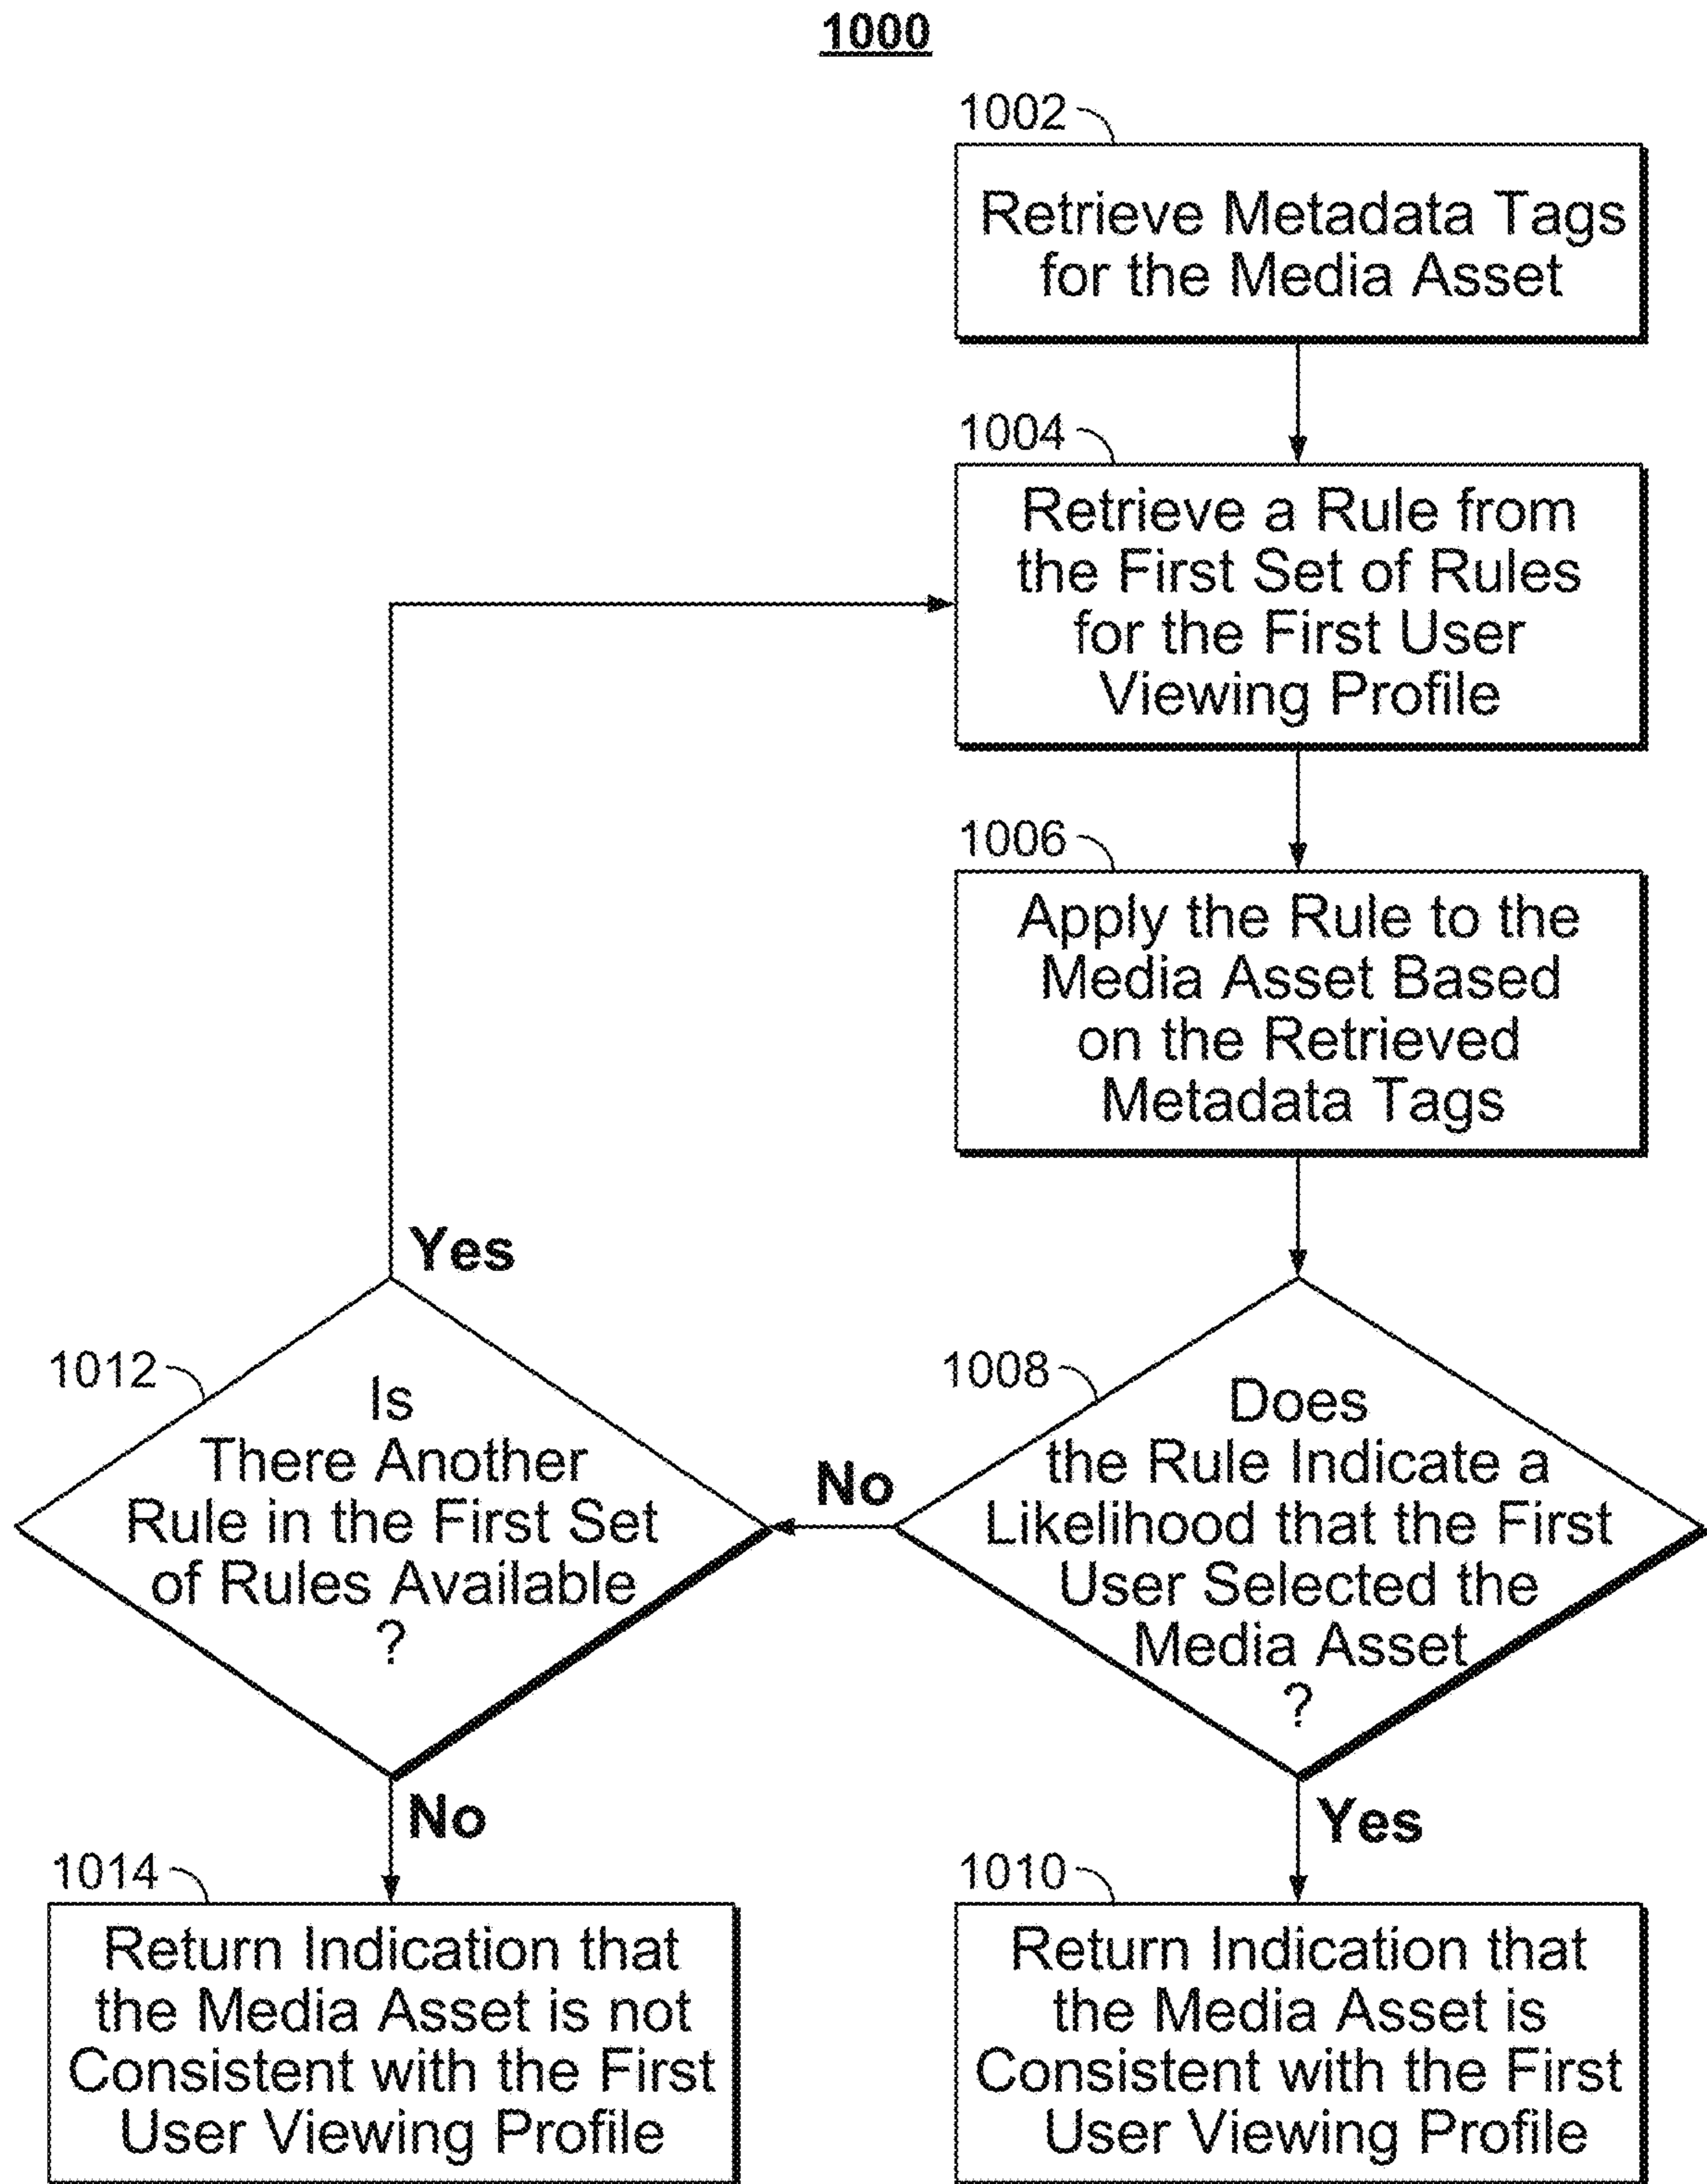 1000
1002
Retrieve Metadata Tags
for the Media Asset
1004
Retrieve a Rule from
the First Set of Rules
for the First User
Viewing Profile
1006
Apply the Rule to the
Media Asset Based
on the Retrieved
Metadata Tags
1008
Does
the Rule Indicate a
Likelihood that the First
User Selected the
Media Asset
?
No
Yes
1012
Is
There Another
Rule in the First Set
of Rules Available
?
Yes
No
1014
Return Indication that
the Media Asset is not
Consistent with the First
User Viewing Profile
1010
Return Indication that
the Media Asset is
Consistent with the First
User Viewing Profile